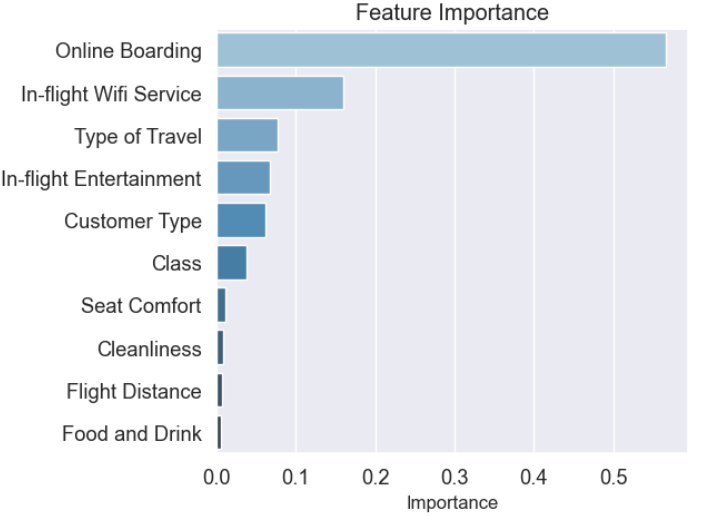 Feature Importance
Online Boarding
In-flight Wifi Service
Type of Travel
In-flight Entertainment
Customer Type
Class
Seat Comfort
Cleanliness
Flight Distance
Food and Drink
0.0 0.1 0.2 0.3 0.4 0.5
Importance